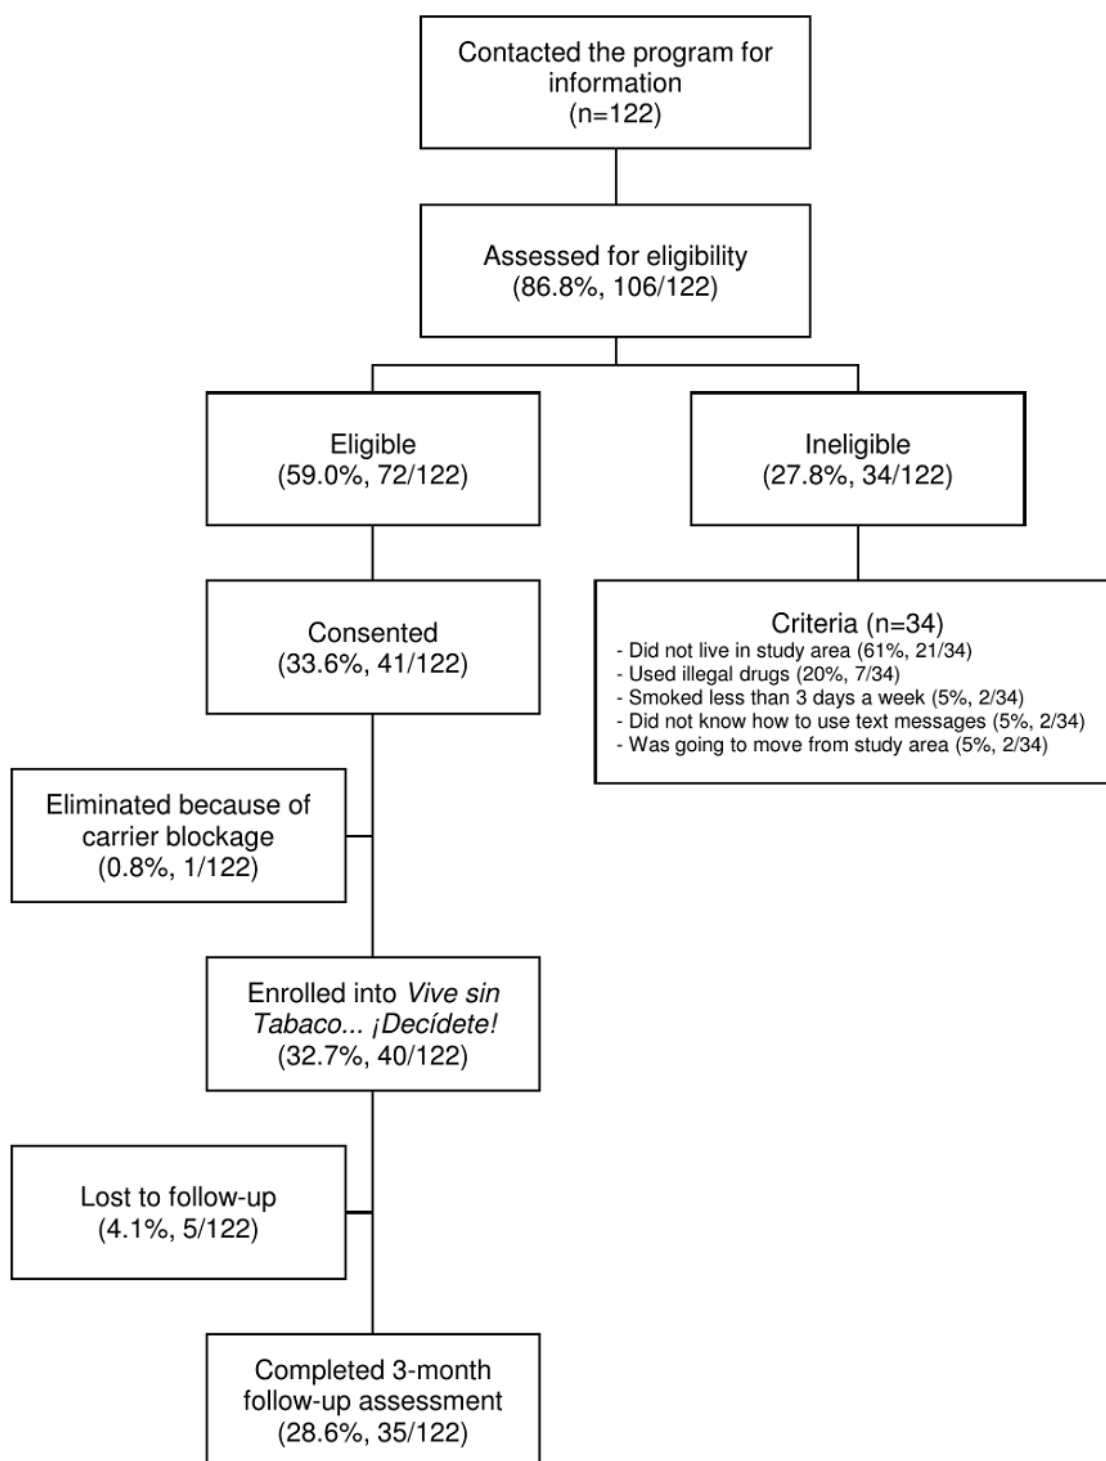 Contacted the program for
information
(n=122)
Assessed for eligibility
(86.8%, 106/122)
Eligible
(59.0%, 72/122)
Ineligible
(27.8%, 34/122)
Consented
(33.6%, 41/122)
Criteria (n=34)
- Did not live in study area (61%, 21/34)
- Used illegal drugs (20%, 7/34)
- Smoked less than 3 days a week (5%, 2/34)
- Did not know how to use text messages (5%, 2/34)
- Was going to move from study area (5%, 2/34)
Eliminated because of
carrier blockage
(0.8%, 1/122)
Enrolled into Vive sin
Tabaco... ¡Decídete!
(32.7%, 40/122)
Lost to follow-up
(4.1%, 5/122)
Completed 3-month
follow-up assessment
(28.6%, 35/122)